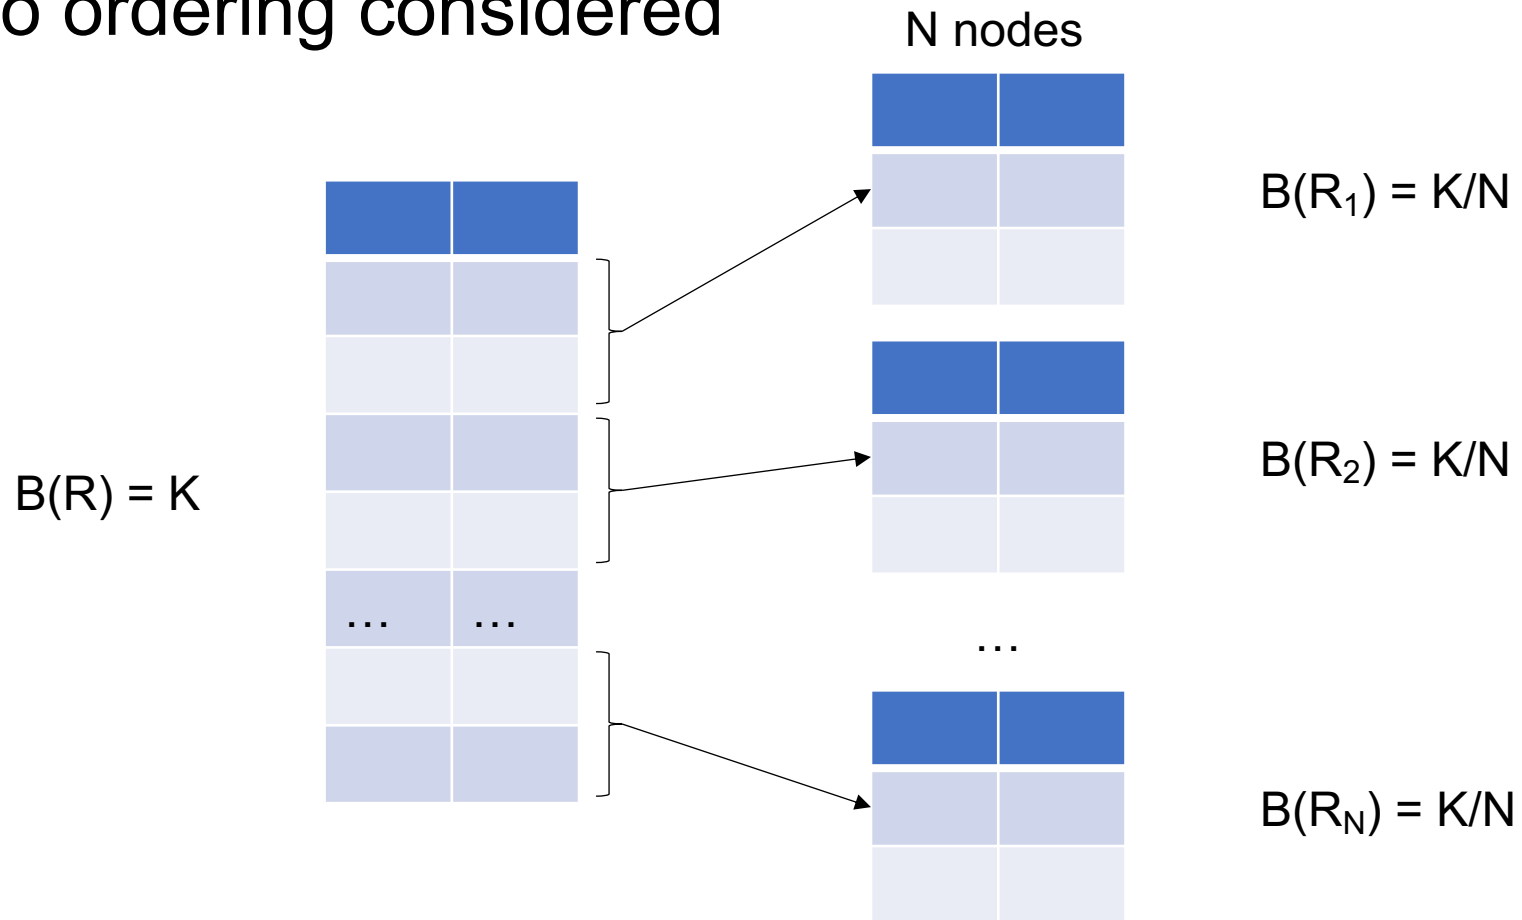 o ordering considered
N nodes
B(R₁) = K/N
B(R₂) = K/N
B(R) = K
... ...
...
B(R_N) = K/N